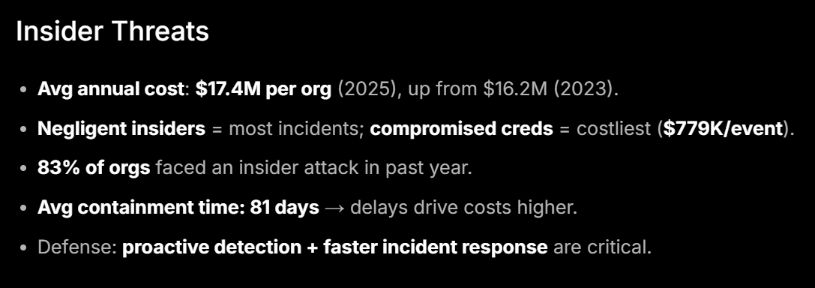 Insider Threats
• Avg annual cost: $17.4M per org (2025), up from $16.2M (2023).
• Negligent insiders = most incidents; compromised creds = costliest ($779K/event).
• 83% of orgs faced an insider attack in past year.
• Avg containment time: 81 days → delays drive costs higher.
• Defense: proactive detection + faster incident response are critical.